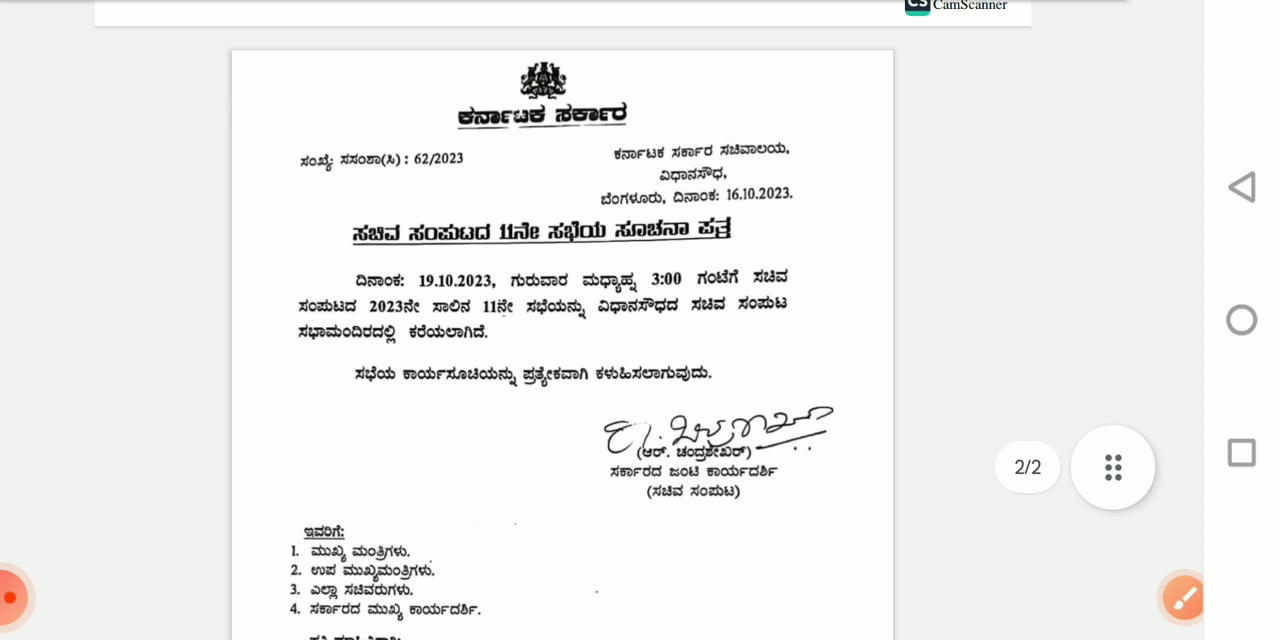 CS CamScanner
ಕರ್ನಾಟಕ ಸರ್ಕಾರ
ಸಂಖ್ಯೆ: ಸಸಂಶಾ(ಸಿ) : 62/2023
ಕರ್ನಾಟಕ ಸರ್ಕಾರ ಸಚಿವಾಲಯ,
ವಿಧಾನಸೌಧ,
ಬೆಂಗಳೂರು, ದಿನಾಂಕ: 16.10.2023.
ಸಚಿವ ಸಂಪುಟದ 11ನೇ ಸಭೆಯ ಸೂಚನಾ ಪತ್ರ
ದಿನಾಂಕ: 19.10.2023, ಗುರುವಾರ ಮಧ್ಯಾಹ್ನ 3:00 ಗಂಟೆಗೆ ಸಚಿವ
ಸಂಪುಟದ 2023ನೇ ಸಾಲಿನ 11ನೇ ಸಭೆಯನ್ನು ವಿಧಾನಸೌಧದ ಸಚಿವ ಸಂಪುಟ
ಸಭಾಮಂದಿರದಲ್ಲಿ ಕರೆಯಲಾಗಿದೆ.
ಸಭೆಯ ಕಾರ್ಯಸೂಚಿಯನ್ನು ಪ್ರತ್ಯೇಕವಾಗಿ ಕಳುಹಿಸಲಾಗುವುದು.
(ಆರ್. ಚಂದ್ರಶೇಖರ್)
ಸರ್ಕಾರದ ಜಂಟಿ ಕಾರ್ಯದರ್ಶಿ
(ಸಚಿವ ಸಂಪುಟ)
2/2
ಇವರಿಗೆ:
1. ಮುಖ್ಯ ಮಂತ್ರಿಗಳು.
2. ಉಪ ಮುಖ್ಯಮಂತ್ರಿಗಳು.
3. ಎಲ್ಲಾ ಸಚಿವರುಗಳು.
4. ಸರ್ಕಾರದ ಮುಖ್ಯ ಕಾರ್ಯದರ್ಶಿ.